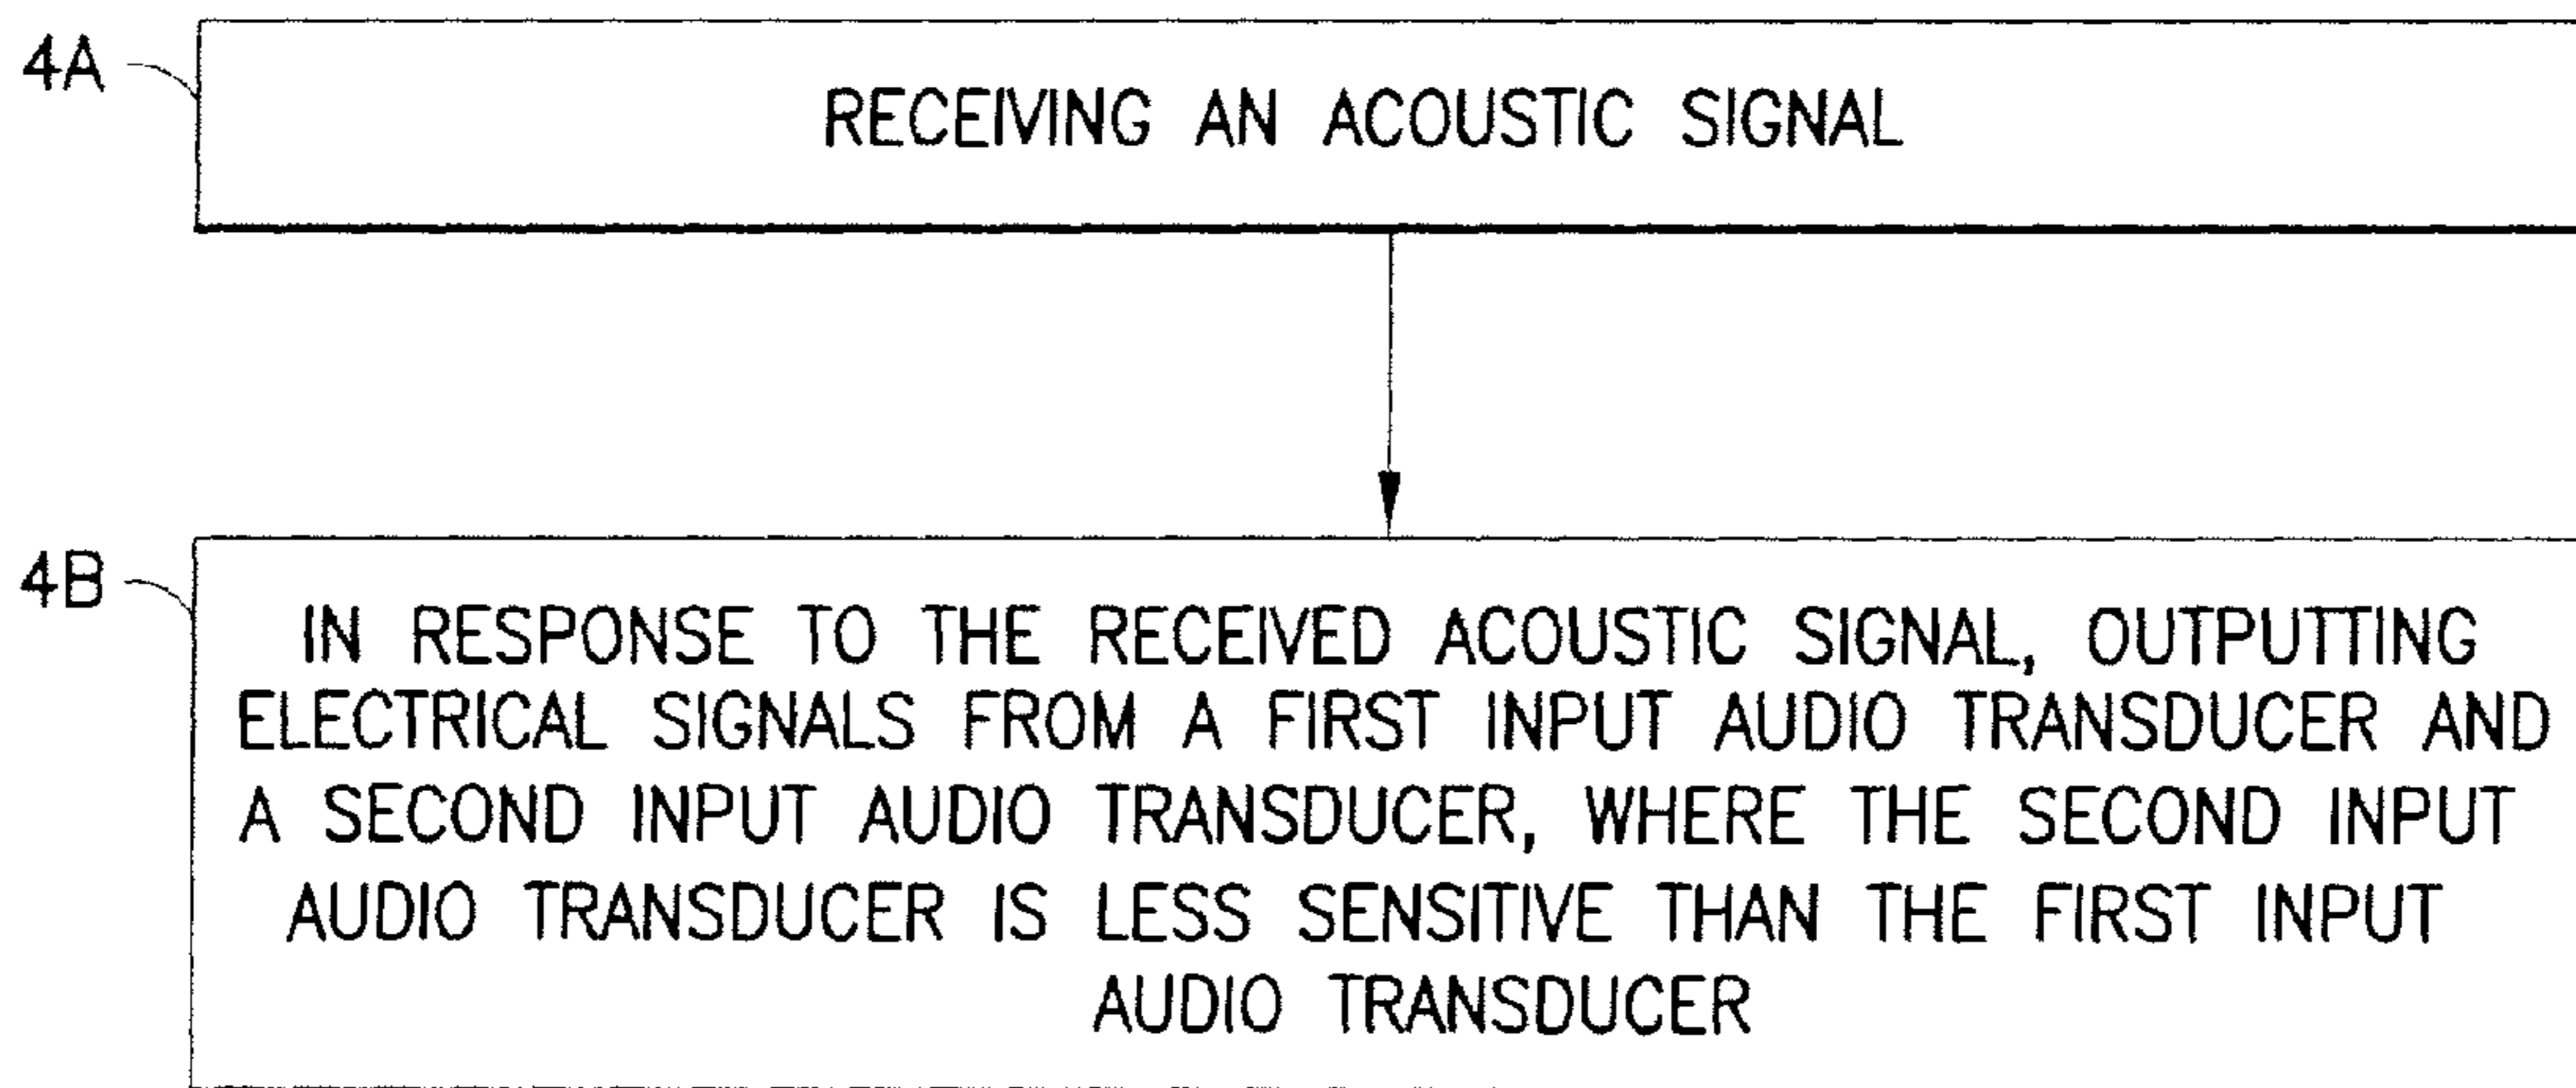 4A
RECEIVING AN ACOUSTIC SIGNAL
4B
IN RESPONSE TO THE RECEIVED ACOUSTIC SIGNAL, OUTPUTTING
ELECTRICAL SIGNALS FROM A FIRST INPUT AUDIO TRANSDUCER AND
A SECOND INPUT AUDIO TRANSDUCER, WHERE THE SECOND INPUT
AUDIO TRANSDUCER IS LESS SENSITIVE THAN THE FIRST INPUT
AUDIO TRANSDUCER